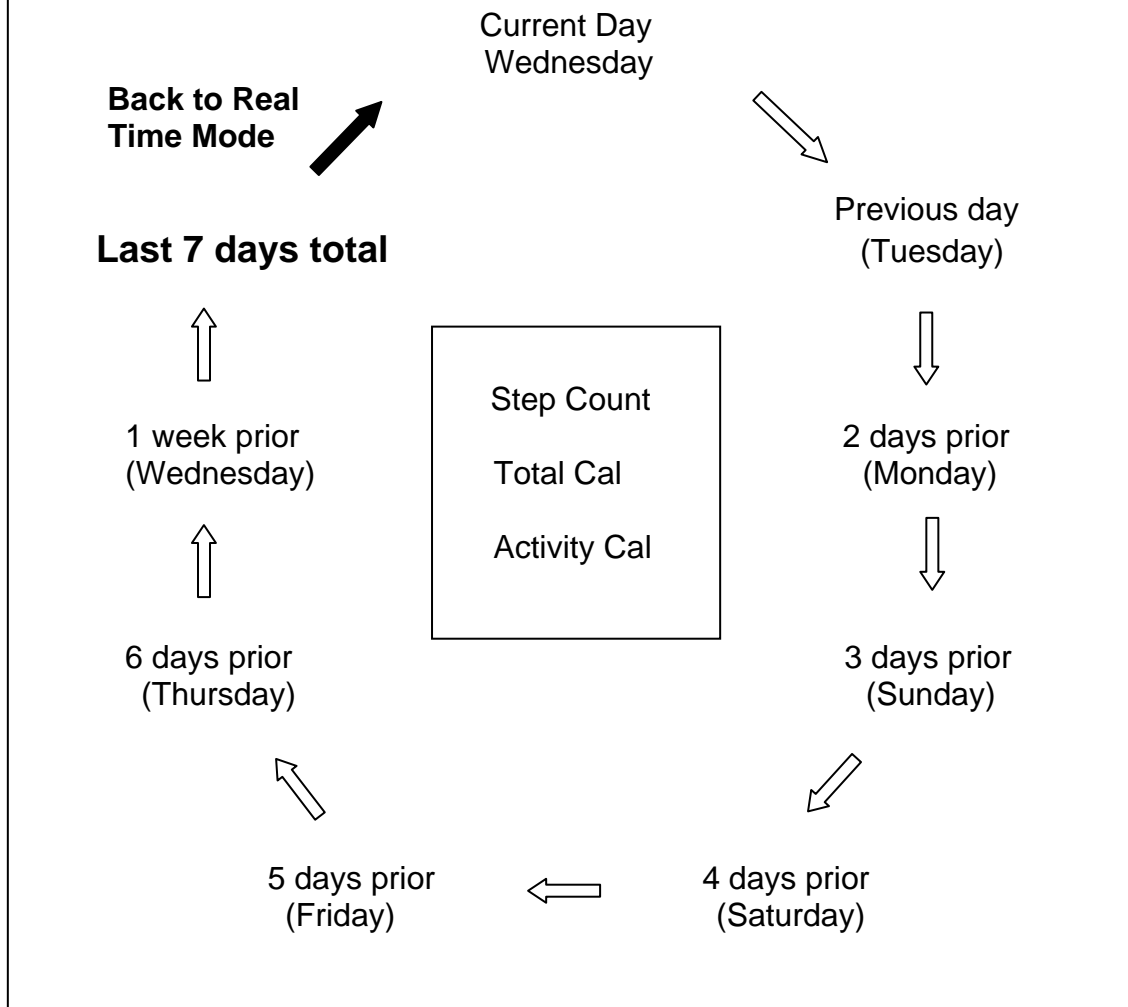 Current Day
Wednesday
Back to Real
Time Mode
Previous day
(Tuesday)
Last 7 days total
Step Count
Total Cal
Activity Cal
1 week prior
(Wednesday)
2 days prior
(Monday)
6 days prior
(Thursday)
3 days prior
(Sunday)
5 days prior
(Friday)
4 days prior
(Saturday)